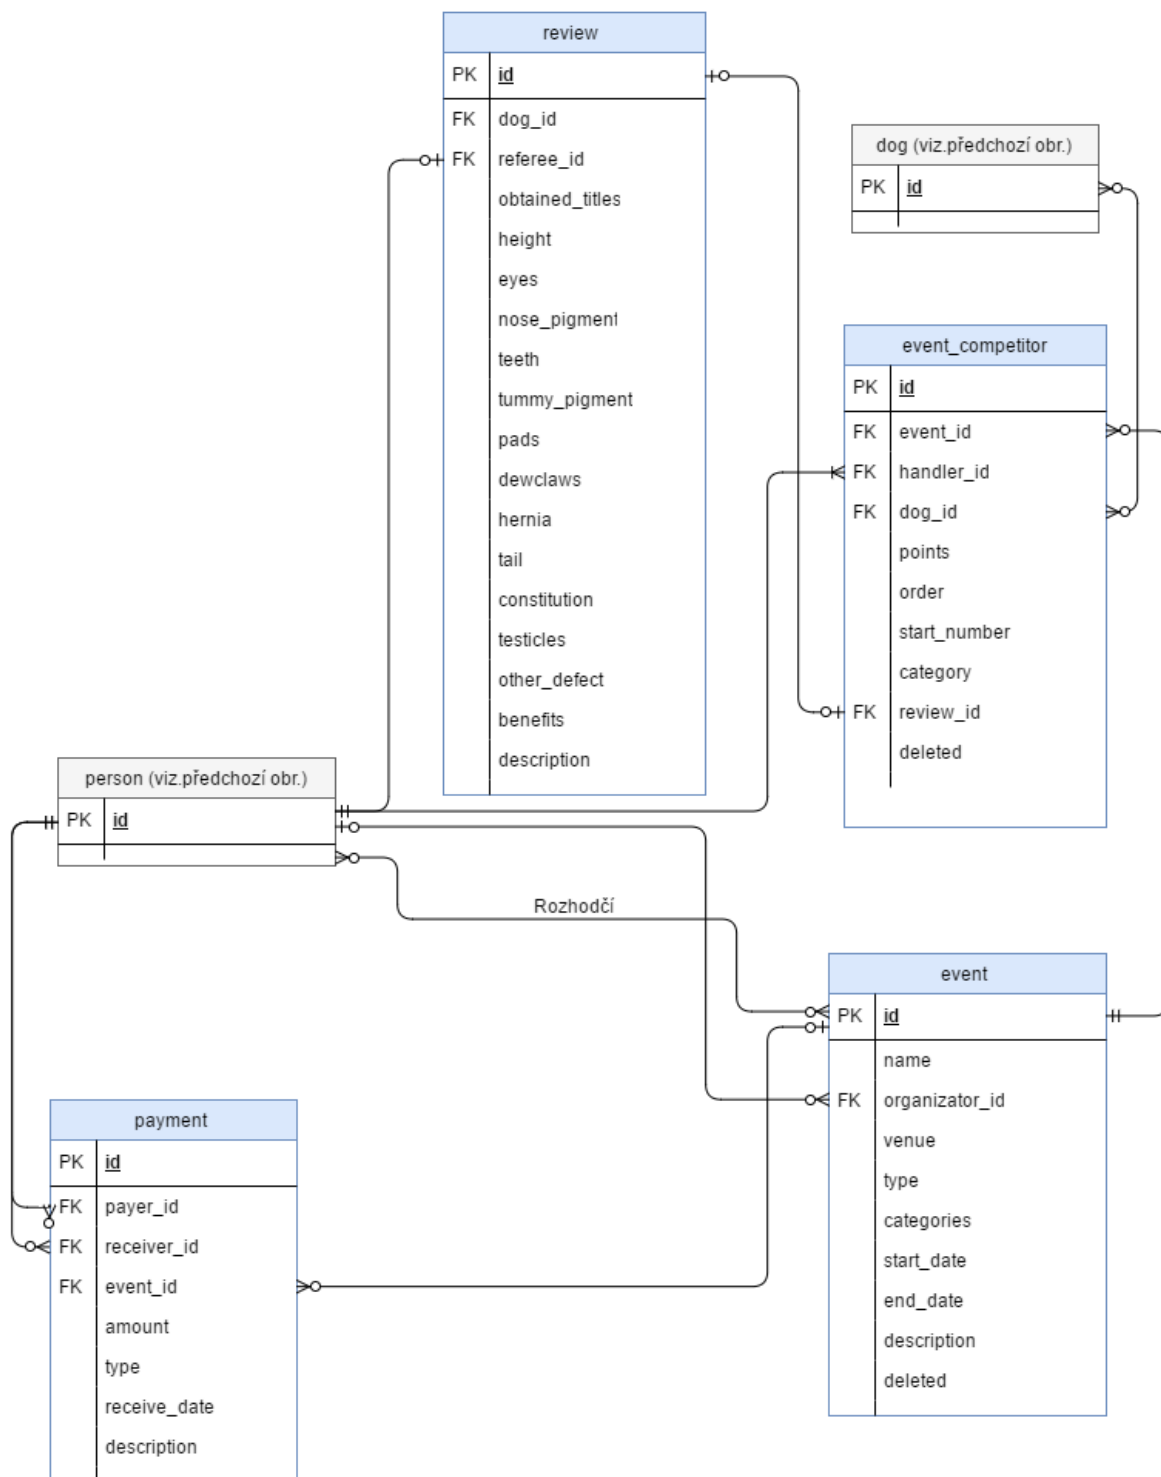 review
PK id
FK dog_id
FK referee_id
obtained_titles
height
eyes
nose_pigment
teeth
tummy_pigment
pads
dewclaws
hernia
tail
constitution
testicles
other_defect
benefits
description
dog (viz.předchozí obr.)
PK id
event_competitor
PK id
FK event_id
FK handler_id
FK dog_id
points
order
start_number
category
FK review_id
deleted
person (viz.předchozí obr.)
PK id
Rozhodčí
event
PK id
name
FK organizator_id
venue
type
categories
start_date
end_date
description
deleted
payment
PK id
FK payer_id
FK receiver_id
FK event_id
amount
type
receive_date
description